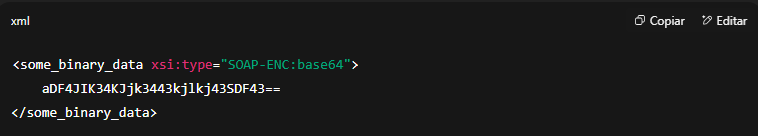 xml
Copiar
Editar
<some_binary_data xsi:type="SOAP-ENC:base64">
aDF4JIK34KJjk3443kjlkj43SDF43==
</some_binary_data>